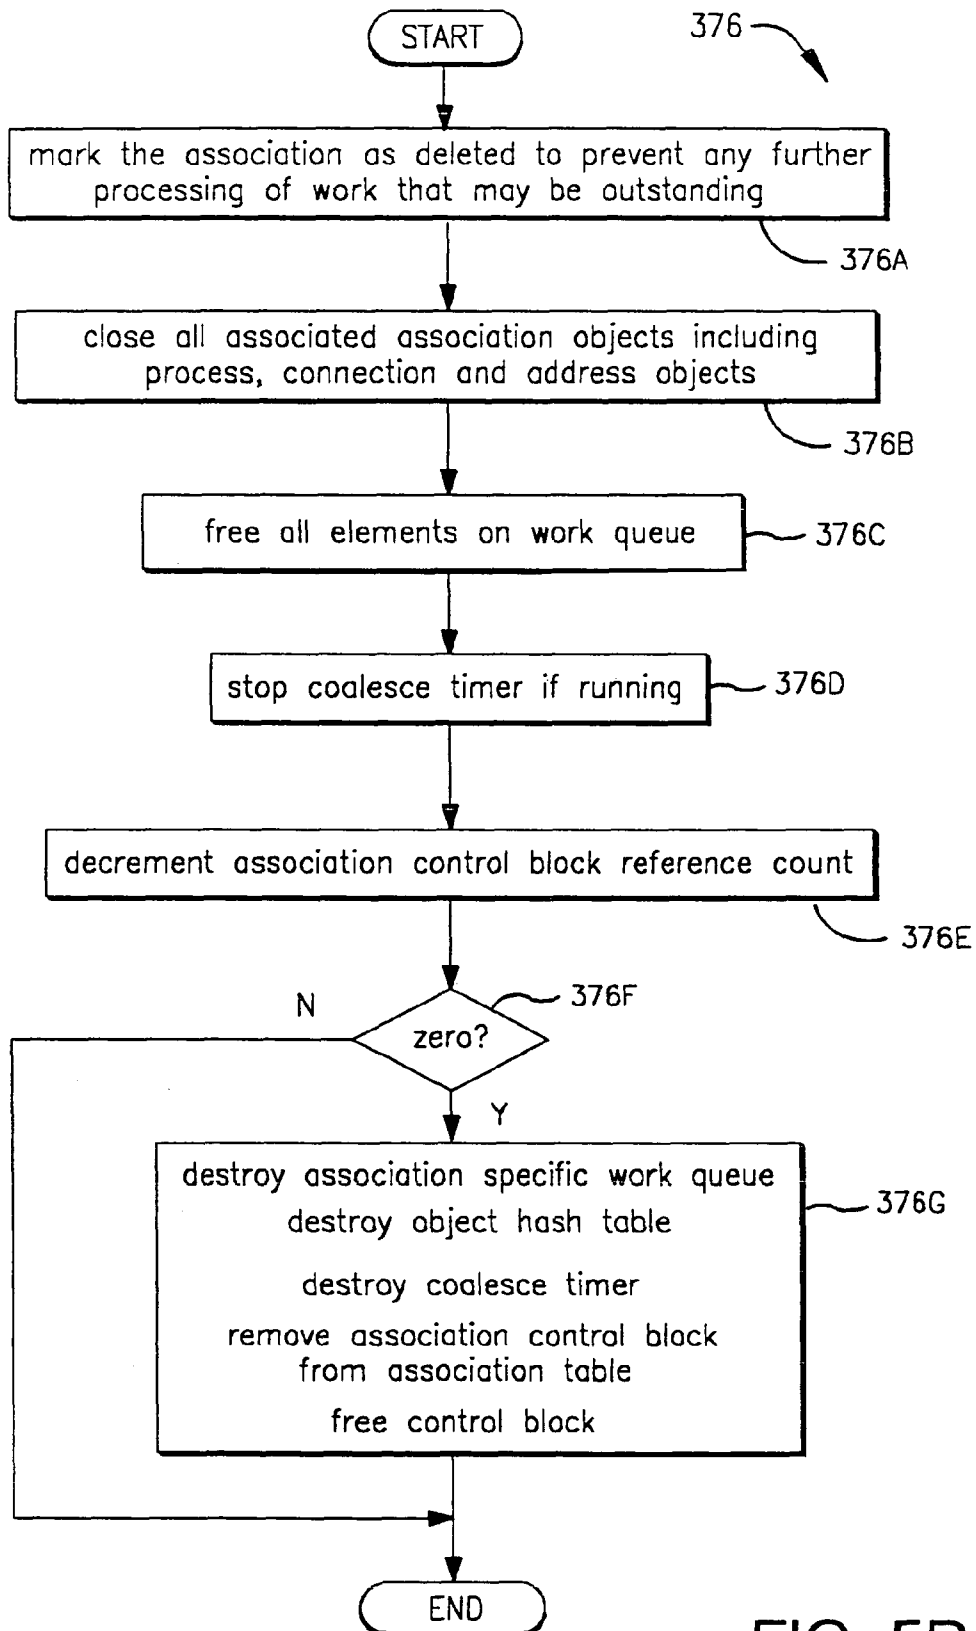 START
376
mark the association as deleted to prevent any further
processing of work that may be outstanding
376A
close all associated association objects including
process, connection and address objects
376B
free all elements on work queue
376C
stop coalesce timer if running
376D
decrement association control block reference count
376E
376F
N
zero?
Y
destroy association specific work queue
376G
destroy object hash table
destroy coalesce timer
remove association control block
from association table
free control block
END